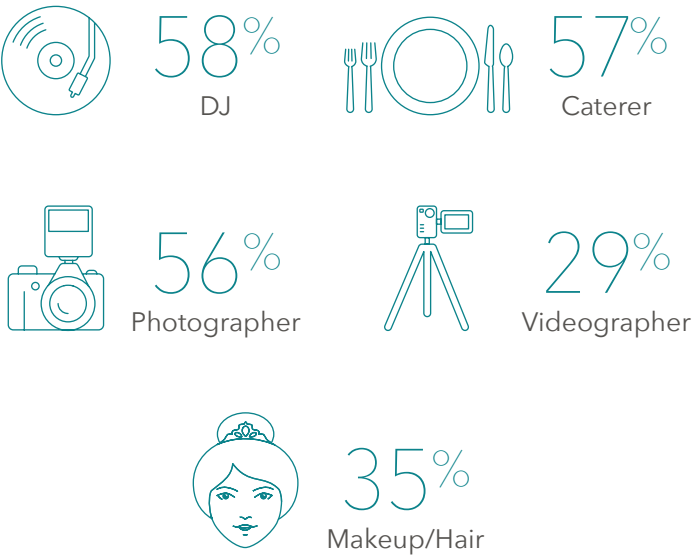 58%
DJ
57%
Caterer
56%
Photographer
29%
Videographer
35%
Makeup/Hair